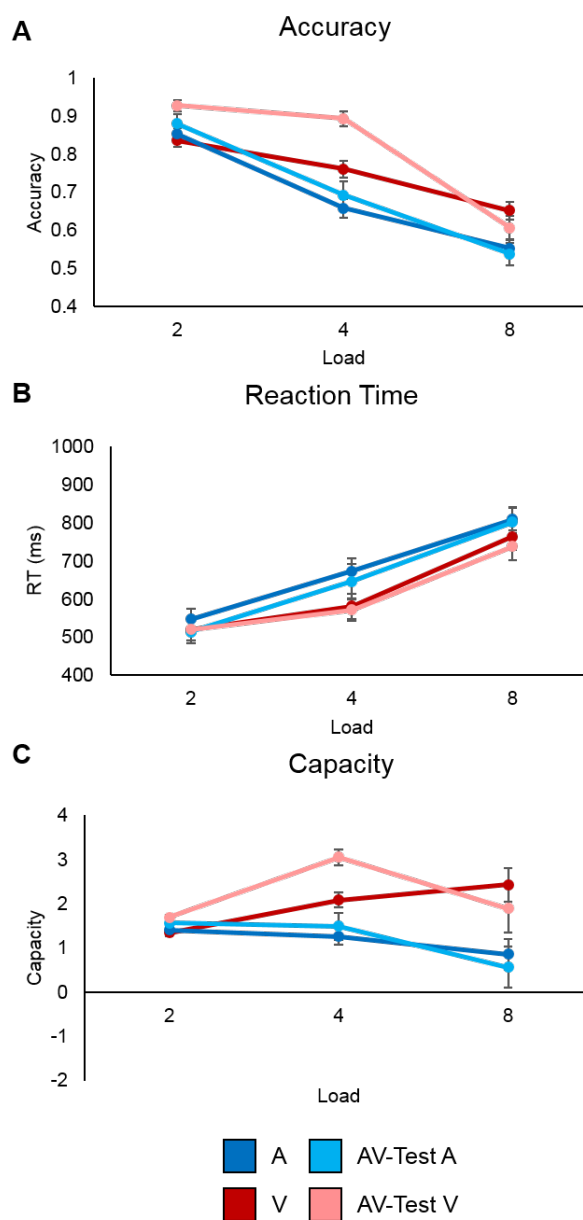 A
Accuracy
1
0.9
0.8
0.7
0.6
0.5
0.4
Accuracy
2 4 8
Load
B
Reaction Time
1000
900
800
700
600
500
400
RT (ms)
2 4 8
Load
C
Capacity
4
3
2
1
0
-1
-2
Capacity
2 4 8
Load
A AV-Test A
V AV-Test V